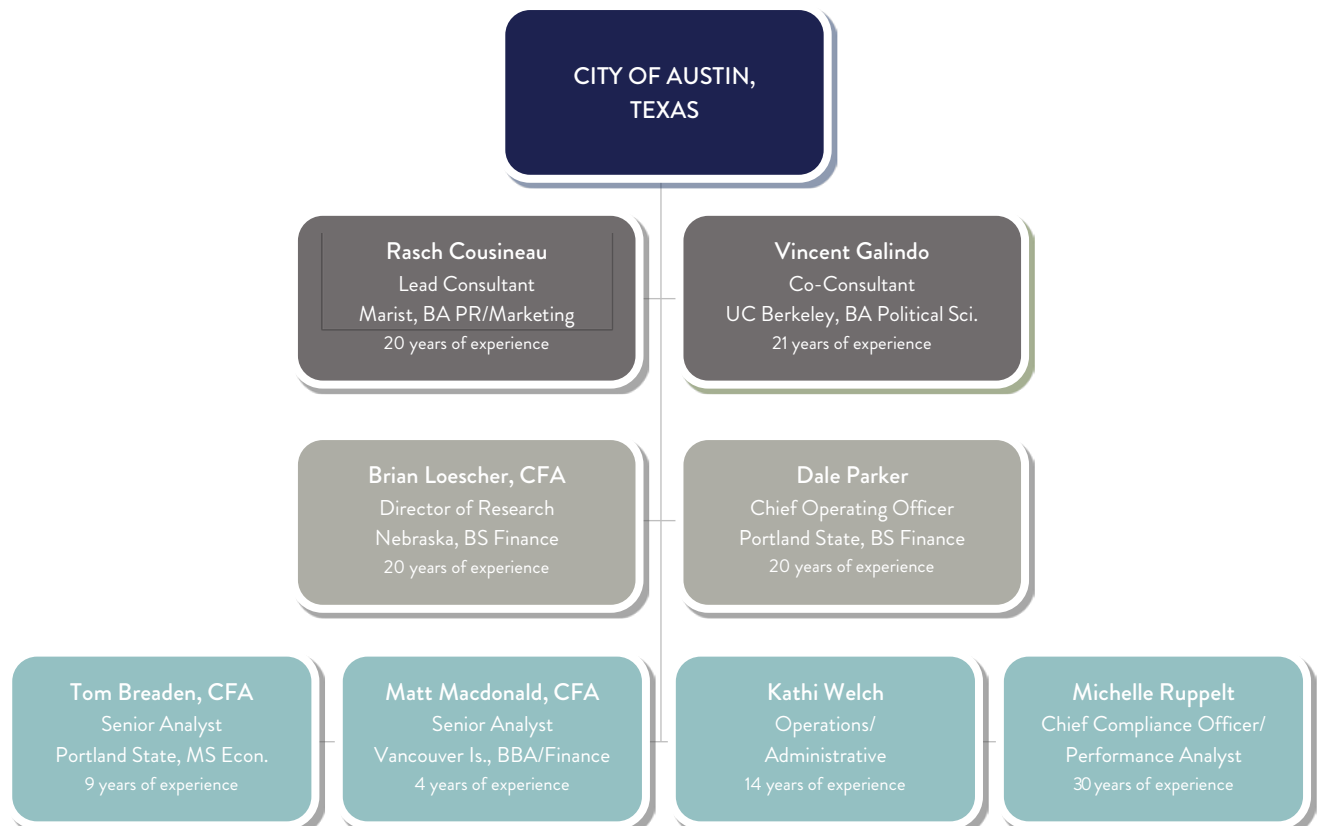 CITY OF AUSTIN,
TEXAS
Rasch Cousineau
Lead Consultant
Marist, BA PR/Marketing
20 years of experience
Vincent Galindo
Co-Consultant
UC Berkeley, BA Political Sci.
21 years of experience
Brian Loescher, CFA
Director of Research
Nebraska, BS Finance
20 years of experience
Dale Parker
Chief Operating Officer
Portland State, BS Finance
20 years of experience
Tom Breaden, CFA
Senior Analyst
Portland State, MS Econ.
9 years of experience
Matt Macdonald, CFA
Senior Analyst
Vancouver Is., BBA/Finance
4 years of experience
Kathi Welch
Operations/
Administrative
14 years of experience
Michelle Ruppelt
Chief Compliance Officer/
Performance Analyst
30 years of experience